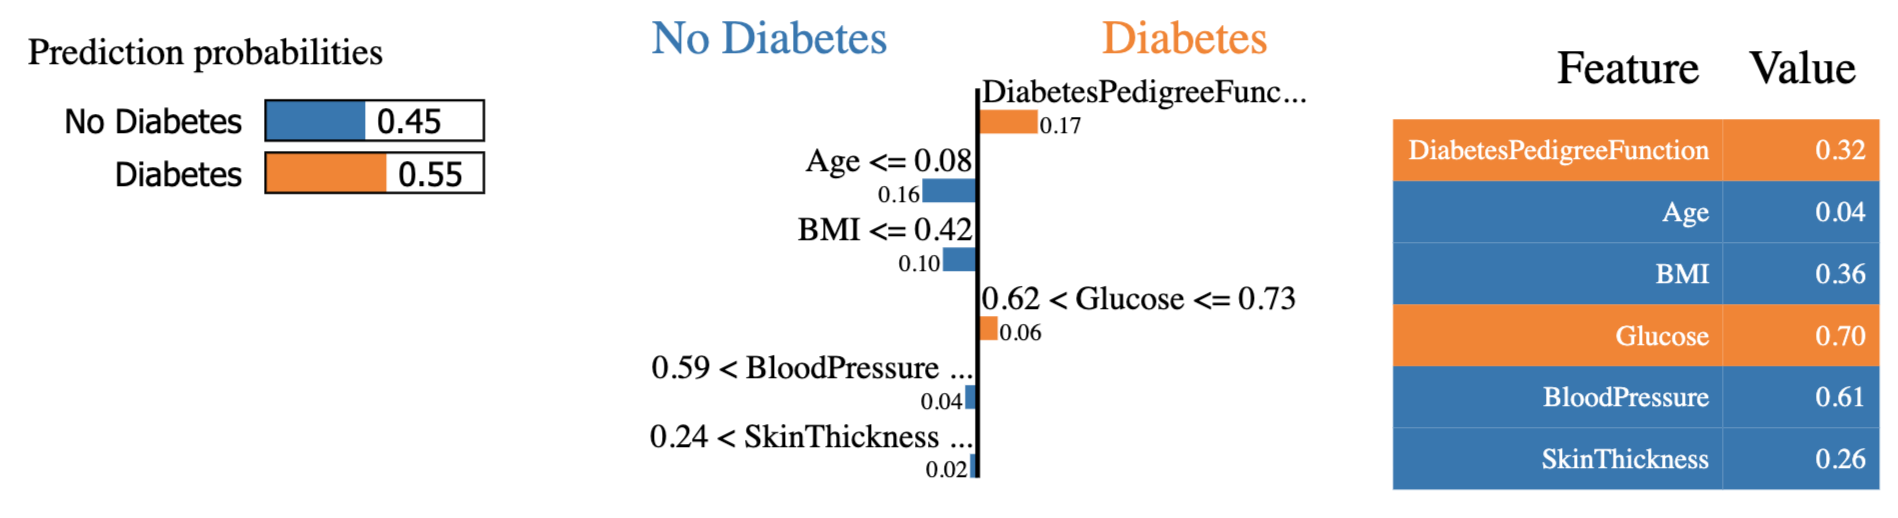 Prediction probabilities
No Diabetes 0.45
Diabetes 0.55
No Diabetes Diabetes
DiabetesPedigreeFunc...
0.17
Age <= 0.08
0.16
BMI <= 0.42
0.10
0.62 < Glucose <= 0.73
0.06
0.59 < BloodPressure ...
0.04
0.24 < SkinThickness ...
0.02
Feature Value
DiabetesPedigreeFunction 0.32
Age 0.04
BMI 0.36
Glucose 0.70
BloodPressure 0.61
SkinThickness 0.26